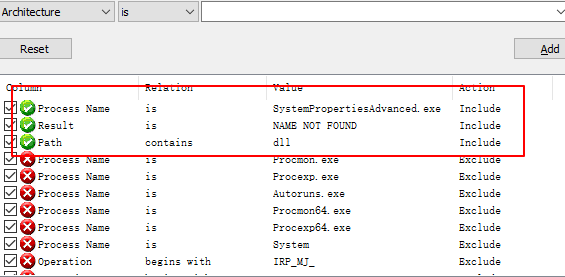 Architecture is
Reset Add
Column Relation Value Action
Process Name is SystemPropertiesAdvanced.exe Include
Result is NAME NOT FOUND Include
Path contains dll Include
Process Name is Procmon.exe Exclude
Process Name is Procexp.exe Exclude
Process Name is Autoruns.exe Exclude
Process Name is Procmon64.exe Exclude
Process Name is Procexp64.exe Exclude
Process Name is System Exclude
Operation begins with IRP_MJ_ Exclude